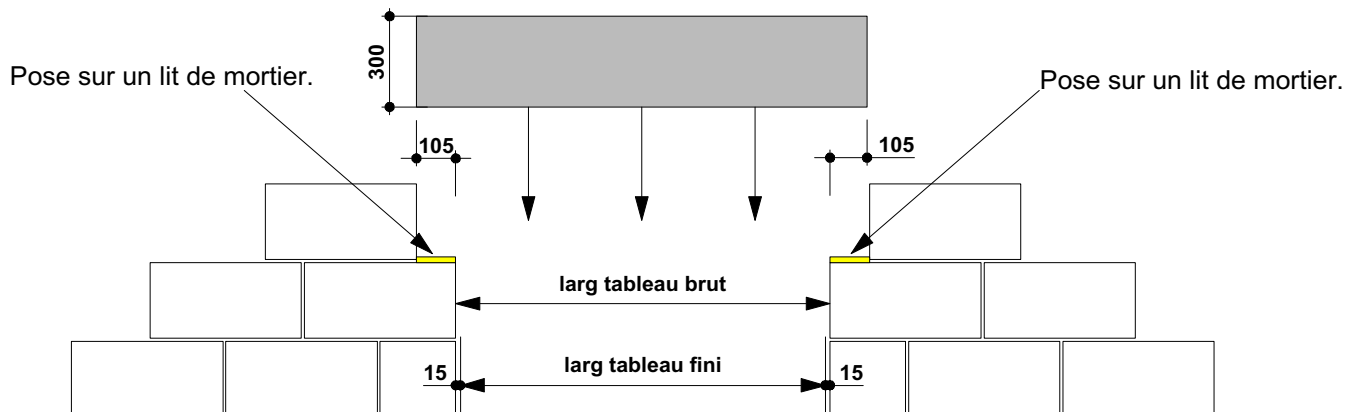 300
Pose sur un lit de mortier.
Pose sur un lit de mortier.
105
105
larg tableau brut
larg tableau fini
15
15